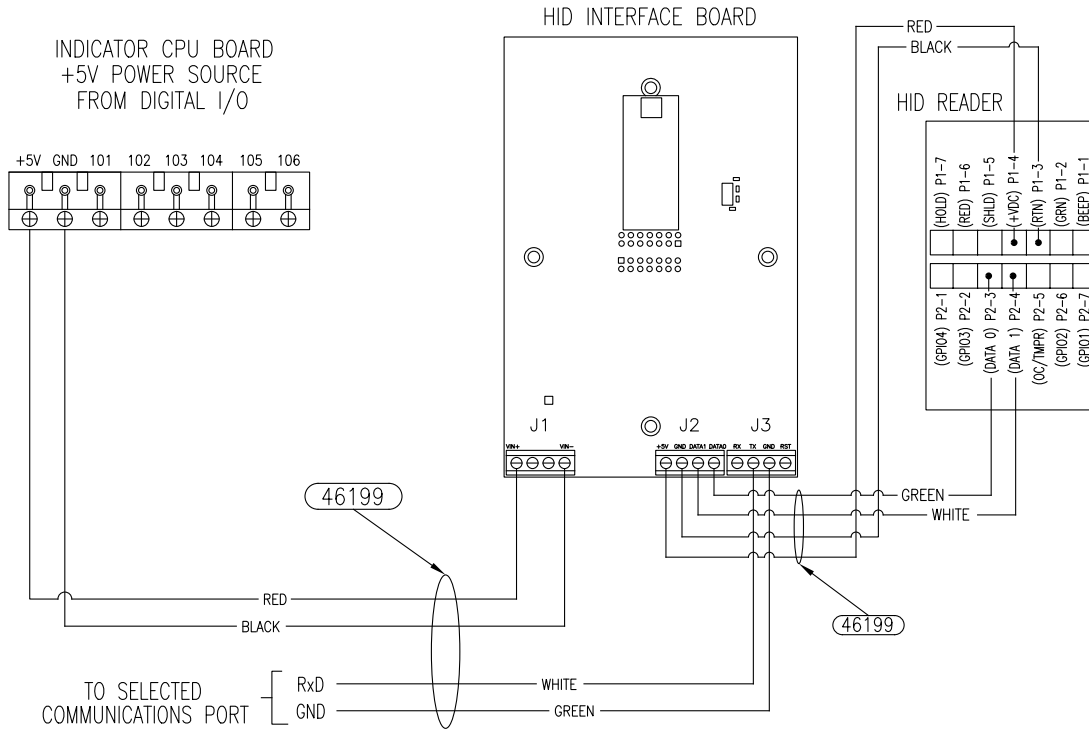 HID INTERFACE BOARD
INDICATOR CPU BOARD
+5V POWER SOURCE
FROM DIGITAL I/O
+5V GND 101 102 103 104 105 106
RED
BLACK
HID READER
(HOLD) P1-7
(RED) P1-6
(SHLD) P1-5
(+VDC) P1-4
(RTN) P1-3
(GRN) P1-2
(BEEP) P1-1
(GPIO4) P2-1
(GPIO3) P2-2
(DATA 0) P2-3
(DATA 1) P2-4
(OC/TMPR) P2-5
(GPIO2) P2-6
(GPIO1) P2-7
J1 J2 J3
VIN+ VIN- +5V GND DATA1 DATA0 RX TX GND RST
46199
GREEN
WHITE
RED
BLACK
46199
TO SELECTED
COMMUNICATIONS PORT
RxD WHITE
GND GREEN